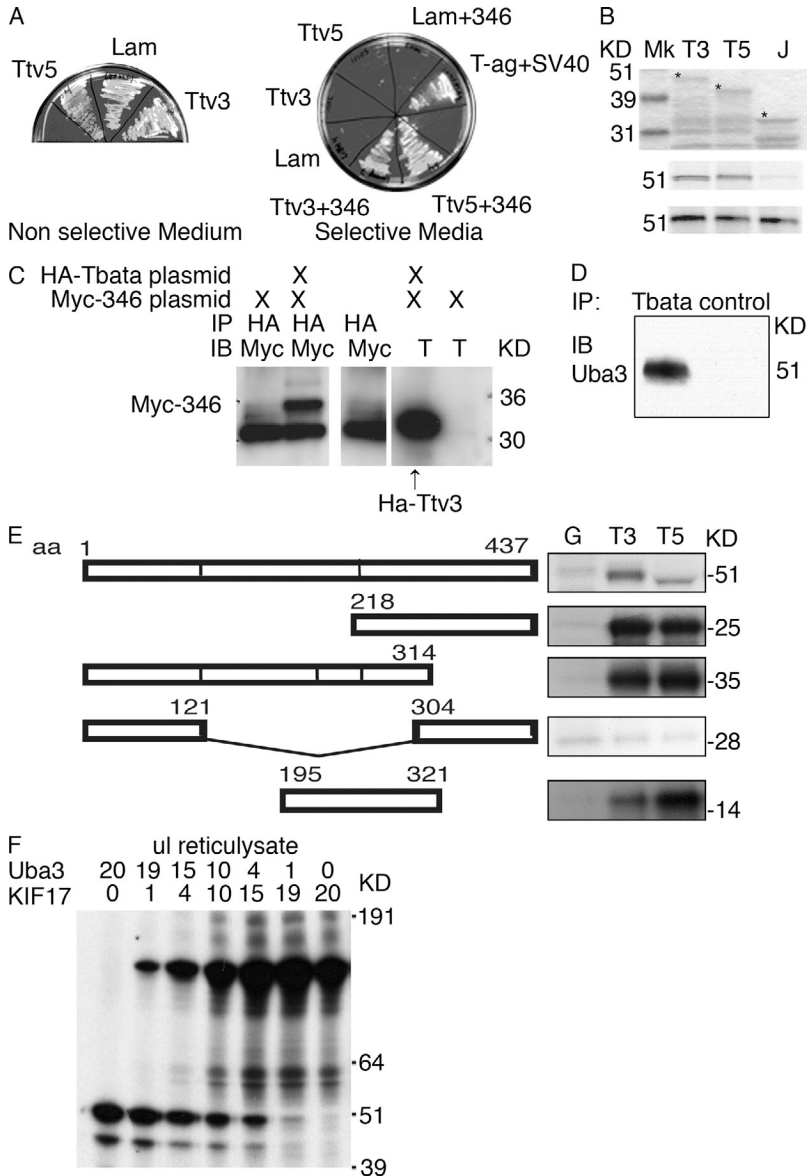 A
Lam
Ttv5
Ttv3
Non selective Medium
Ttv5
Lam+346
T-ag+SV40
Ttv3
Lam
Ttv3+346
Ttv5+346
Selective Media
B
KD Mk T3 T5 J
51
39
31
*
*
*
51
51
C
HA-Tbata plasmid X X
Myc-346 plasmid X X X X
IP HA HA HA
IB Myc Myc Myc T T KD
Myc-346
36
30
↑
Ha-Ttv3
D
IP: Tbata control
KD
IB
Uba3
51
E
aa 1 437
218
314
121 304
195 321
G T3 T5 KD
-51
-25
-35
-28
-14
F
ul reticulysate
Uba3 20 19 15 10 4 1 0
KIF17 0 1 4 10 15 19 20
KD
191
64
51
39